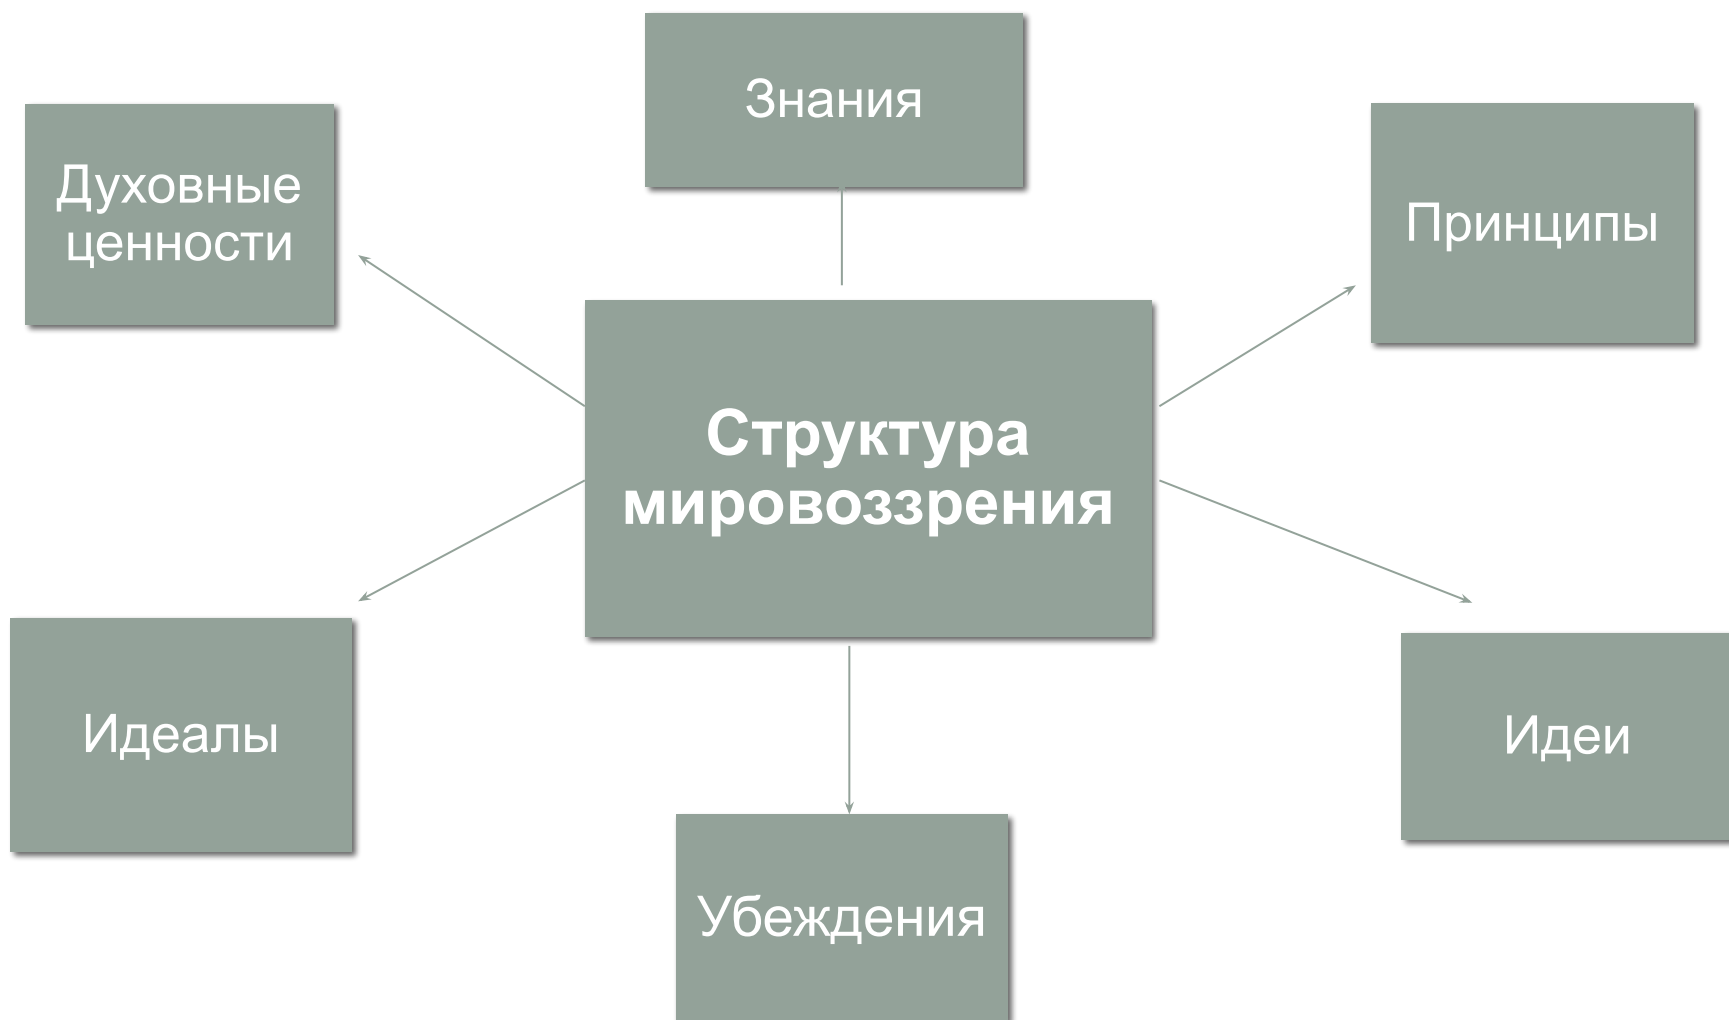 Знания
Духовные
ценности
Принципы
Структура
мировоззрения
Идеалы
Идеи
Убеждения